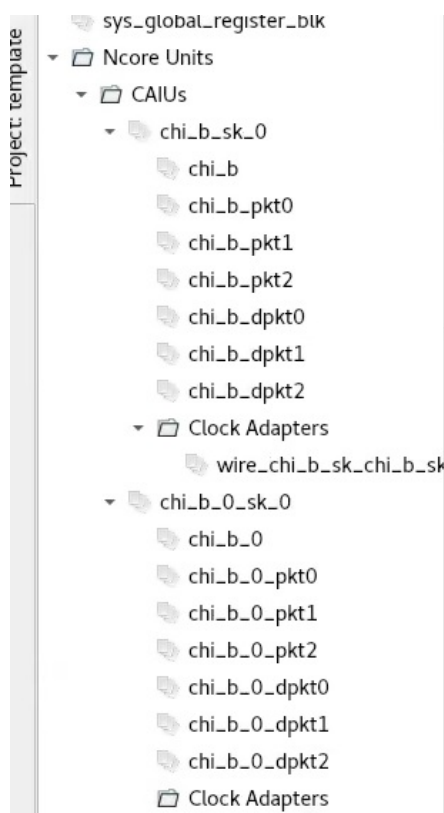 Project: template
sys_global_register_blk
Ncore Units
CAIUs
chi_b_sk_0
chi_b
chi_b_pkt0
chi_b_pkt1
chi_b_pkt2
chi_b_dpkt0
chi_b_dpkt1
chi_b_dpkt2
Clock Adapters
wire_chi_b_sk_chi_b_sk
chi_b_0_sk_0
chi_b_0
chi_b_0_pkt0
chi_b_0_pkt1
chi_b_0_pkt2
chi_b_0_dpkt0
chi_b_0_dpkt1
chi_b_0_dpkt2
Clock Adapters